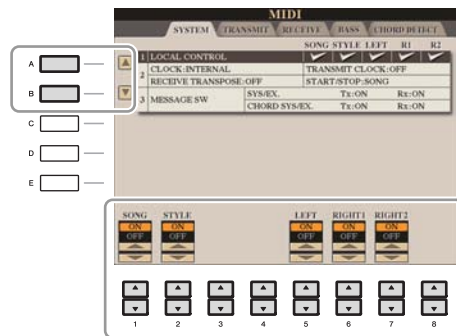 MIDI
SYSTEM TRANSMIT RECEIVE BASS CHORD DETECT
SONG STYLE LEFT R1 R2
1 LOCAL CONTROL
2 CLOCK:INTERNAL TRANSMIT CLOCK:OFF
RECEIVE TRANSPOSE:OFF START/STOP:SONG
3 MESSAGE SW SYS/EX. Tx:ON Rx:ON
CHORD SYS/EX. Tx:ON Rx:ON
A
B
C
D
E
SONG STYLE LEFT RIGHT1 RIGHT2
ON ON ON ON ON
OFF OFF OFF OFF OFF
1 2 3 4 5 6 7 8